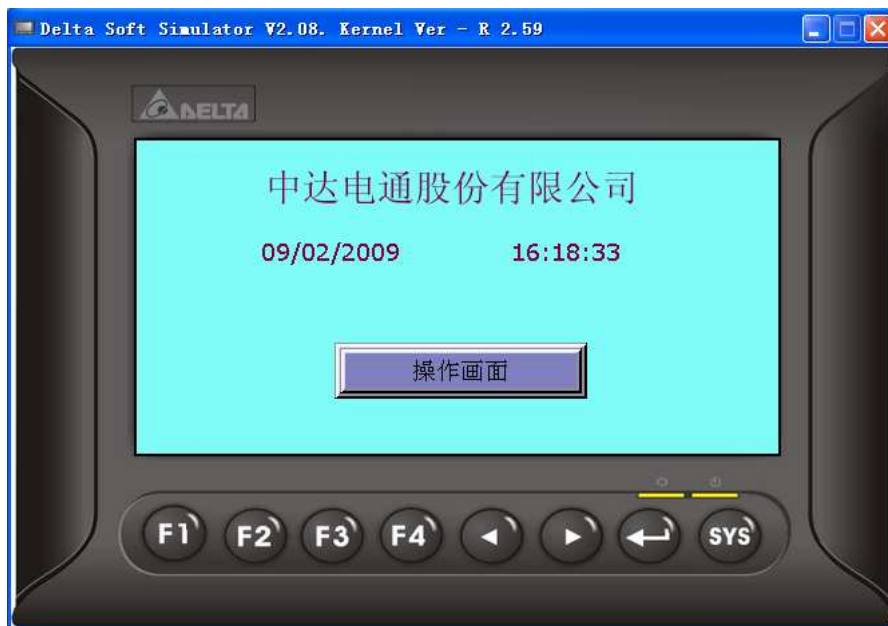 Delta Soft Simulator V2.08. Kernel Ver - R 2.59
DELTA
中达电通股份有限公司
09/02/2009 16:18:33
操作画面
F1 F2 F3 F4 SYS